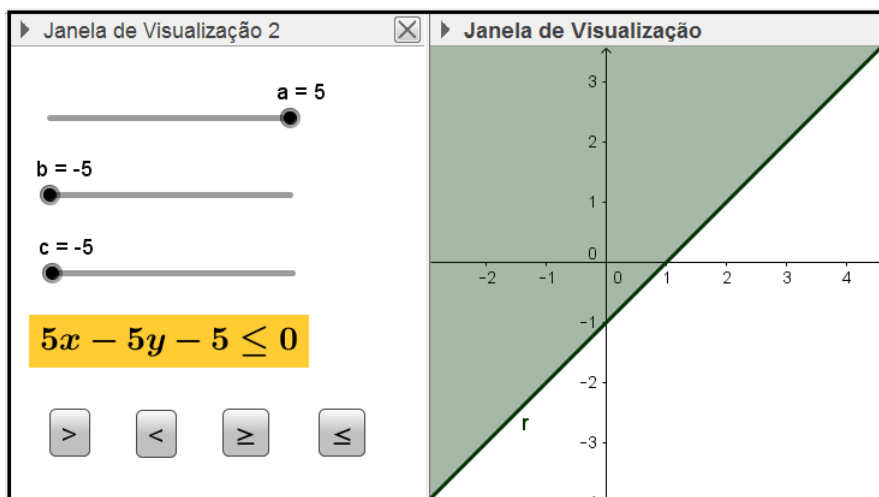 Janela de Visualização 2
a = 5
b = -5
c = -5
5x − 5y − 5 ≤ 0
> < ≥ ≤
Janela de Visualização
3
2
1
0
-2 -1 0 1 2 3 4
-1
-2
r
-3